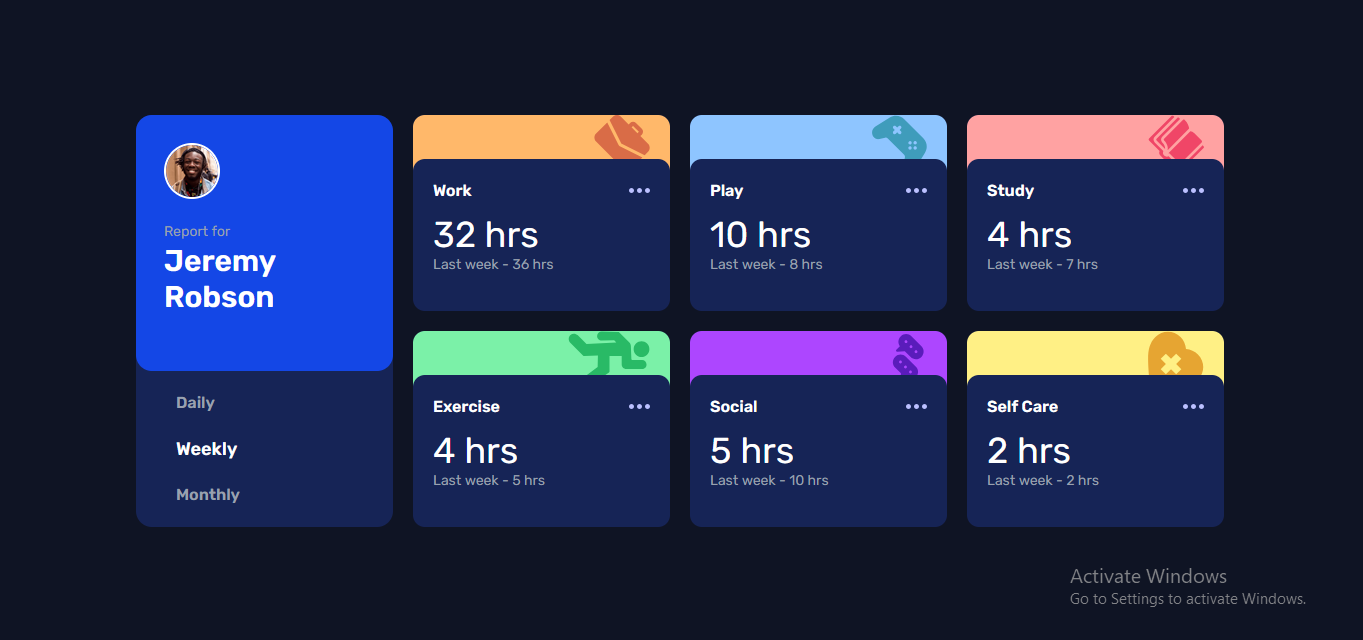 Report for
Jeremy
Robson
Daily
Weekly
Monthly
Work
32 hrs
Last week - 36 hrs
Play
10 hrs
Last week - 8 hrs
Study
4 hrs
Last week - 7 hrs
Exercise
4 hrs
Last week - 5 hrs
Social
5 hrs
Last week - 10 hrs
Self Care
2 hrs
Last week - 2 hrs
Activate Windows
Go to Settings to activate Windows.